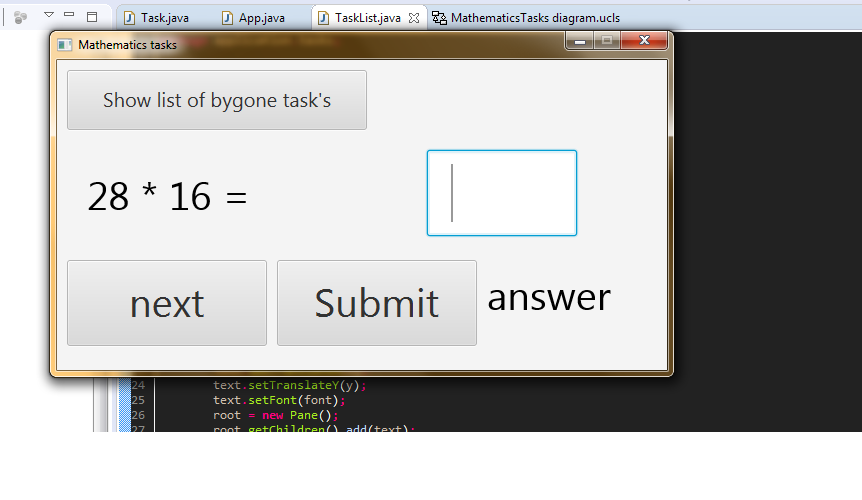 Task.java App.java TaskList.java MathematicsTasks diagram.ucls
Mathematics tasks
Show list of bygone task's
28 * 16 =
next Submit answer
24 text.setTranslateY(y);
25 text.setFont(font);
26 root = new Pane();
27 root.getChildren().add(text);